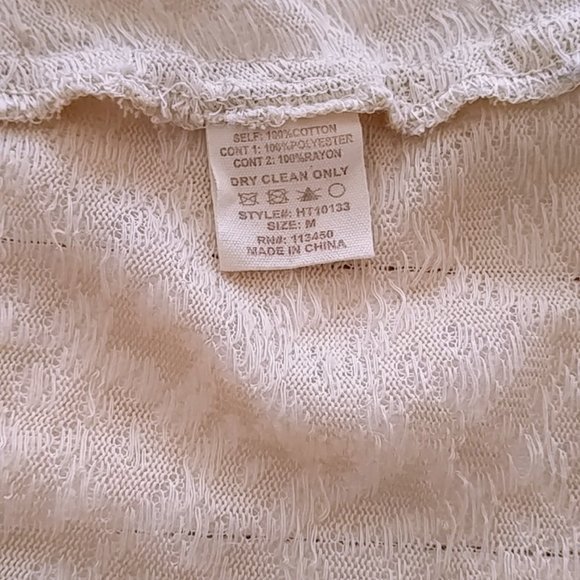 SELF: 100%COTTON
CONT 1: 100%POLYESTER
CONT 2: 100%RAYON
DRY CLEAN ONLY
STYLE#: HT10133
SIZE: M
RN#: 113450
MADE IN CHINA